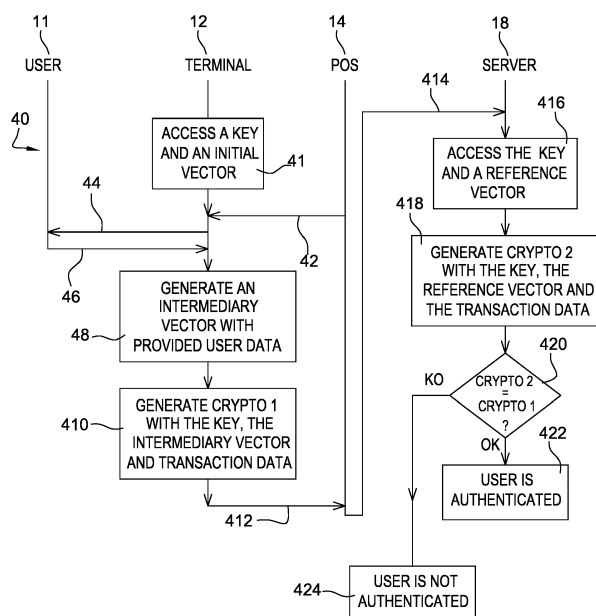 11
12
14
18
USER
TERMINAL
POS
SERVER
40
414
416
ACCESS A KEY
AND AN INITIAL
VECTOR
41
ACCESS THE KEY
AND A REFERENCE
VECTOR
44
42
46
418
GENERATE CRYPTO 2
WITH THE KEY, THE
REFERENCE VECTOR AND
THE TRANSACTION DATA
GENERATE AN
INTERMEDIARY
VECTOR WITH
PROVIDED USER DATA
48
420
KO
CRYPTO 2
=
CRYPTO 1
?
GENERATE CRYPTO 1
WITH THE KEY, THE
INTERMEDIARY VECTOR
AND TRANSACTION DATA
410
OK
422
412
USER IS
AUTHENTICATED
USER IS NOT
AUTHENTICATED
424